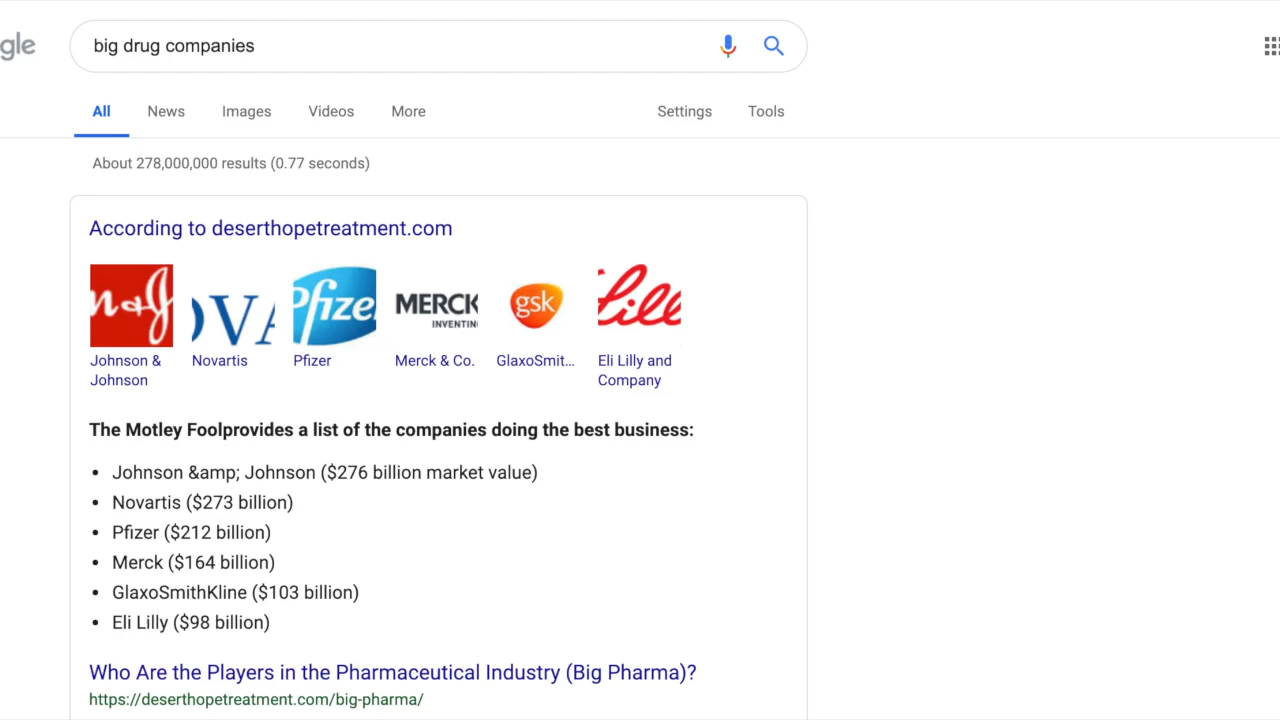 gle
big drug companies
All News Images Videos More Settings Tools
About 278,000,000 results (0.77 seconds)
According to deserthopetreatment.com
n&J OVA Pfize MERCK gsk Lill
INVENTIN
Johnson & Novartis Pfizer Merck & Co. GlaxoSmit... Eli Lilly and
Johnson Company
The Motley Foolprovides a list of the companies doing the best business:
• Johnson &amp; Johnson ($276 billion market value)
• Novartis ($273 billion)
• Pfizer ($212 billion)
• Merck ($164 billion)
• GlaxoSmithKline ($103 billion)
• Eli Lilly ($98 billion)
Who Are the Players in the Pharmaceutical Industry (Big Pharma)?
https://deserthopetreatment.com/big-pharma/